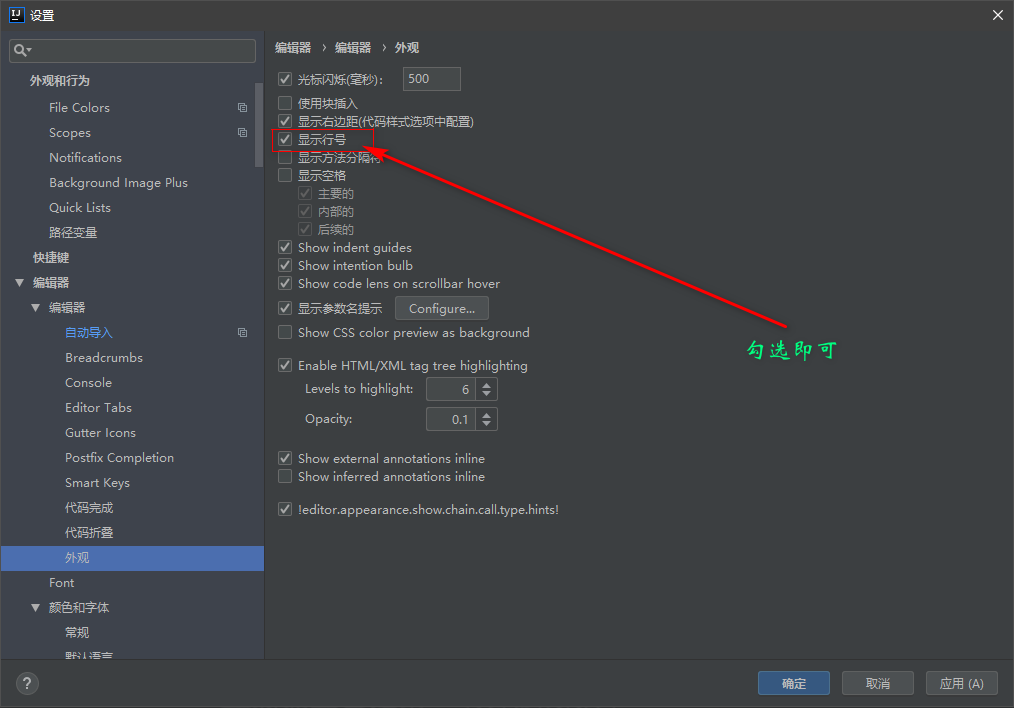 设置
外观和行为
File Colors
Scopes
Notifications
Background Image Plus
Quick Lists
路径变量
快捷键
编辑器
编辑器
自动导入
Breadcrumbs
Console
Editor Tabs
Gutter Icons
Postfix Completion
Smart Keys
代码完成
代码折叠
外观
Font
颜色和字体
常规
默认语言
编辑器 › 编辑器 › 外观
光标闪烁(毫秒): 500
使用块插入
显示右边距(代码样式选项中配置)
显示行号
显示方法分隔符
显示空格
主要的
内部的
后续的
Show indent guides
Show intention bulb
Show code lens on scrollbar hover
显示参数名提示 Configure...
Show CSS color preview as background
Enable HTML/XML tag tree highlighting
Levels to highlight: 6
Opacity: 0.1
Show external annotations inline
Show inferred annotations inline
!editor.appearance.show.chain.call.type.hints!
勾选即可
? 确定 取消 应用 (A)